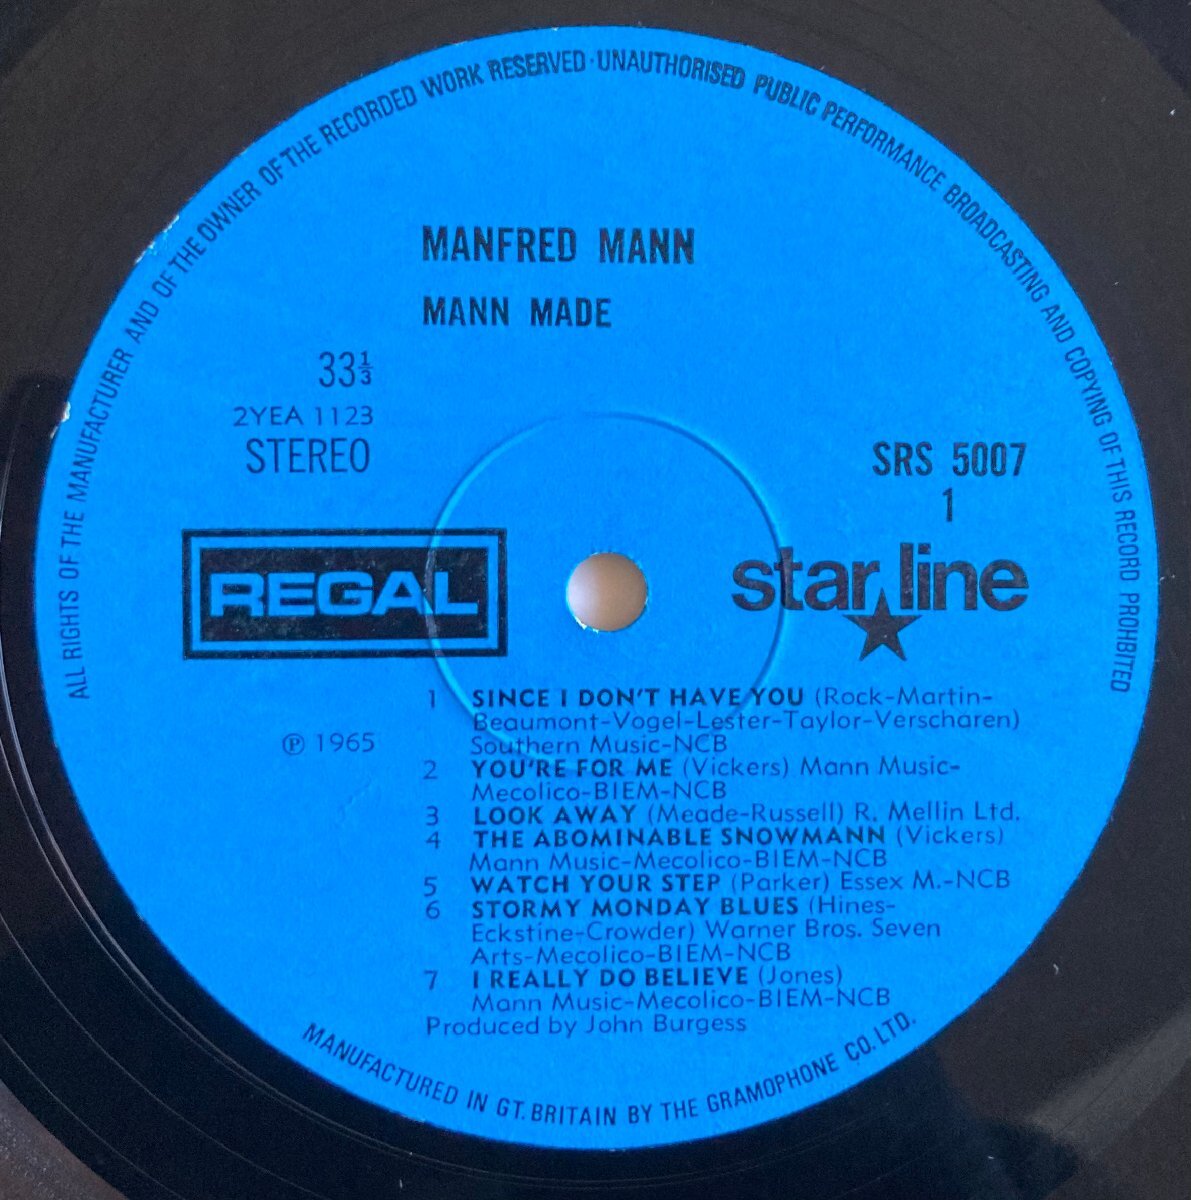 ALL RIGHTS OF THE MANUFACTURER AND OF THE OWNER OF THE RECORDED WORK RESERVED · UNAUTHORISED PUBLIC PERFORMANCE BROADCASTING AND COPYING OF THIS RECORD PROHIBITED
MANFRED MANN
MANN MADE
33⅓
2YEA 1123
STEREO
SRS 5007
1
REGAL
star line
1 SINCE I DON'T HAVE YOU (Rock-Martin-
Beaumont-Vogel-Lester-Taylor-Verscharen)
Southern Music-NCB
℗ 1965
2 YOU'RE FOR ME (Vickers) Mann Music-
Mecolico-BIEM-NCB
3 LOOK AWAY (Meade-Russell) R. Mellin Ltd.
4 THE ABOMINABLE SNOWMANN (Vickers)
Mann Music-Mecolico-BIEM-NCB
5 WATCH YOUR STEP (Parker) Essex M.-NCB
6 STORMY MONDAY BLUES (Hines-
Eckstine-Crowder) Warner Bros. Seven
Arts-Mecolico-BIEM-NCB
7 I REALLY DO BELIEVE (Jones)
Mann Music-Mecolico-BIEM-NCB
Produced by John Burgess
MANUFACTURED IN GT. BRITAIN BY THE GRAMOPHONE CO. LTD.